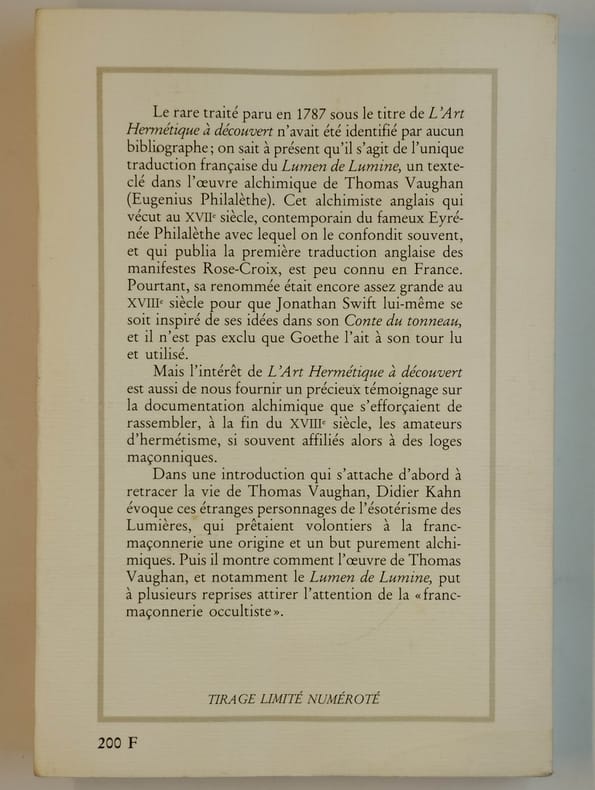 Le rare traité paru en 1787 sous le titre de L'Art
Hermétique à découvert n'avait été identifié par aucun
bibliographe; on sait à présent qu'il s'agit de l'unique
traduction française du Lumen de Lumine, un texte-
clé dans l'œuvre alchimique de Thomas Vaughan
(Eugenius Philalèthe). Cet alchimiste anglais qui
vécut au XVIIe siècle, contemporain du fameux Eyré-
née Philalèthe avec lequel on le confondit souvent,
et qui publia la première traduction anglaise des
manifestes Rose-Croix, est peu connu en France.
Pourtant, sa renommée était encore assez grande au
XVIIIe siècle pour que Jonathan Swift lui-même se
soit inspiré de ses idées dans son Conte du tonneau,
et il n'est pas exclu que Goethe l'ait à son tour lu
et utilisé.
Mais l'intérêt de L'Art Hermétique à découvert
est aussi de nous fournir un précieux témoignage sur
la documentation alchimique que s'efforçaient de
rassembler, à la fin du XVIIIe siècle, les amateurs
d'hermétisme, si souvent affiliés alors à des loges
maçonniques.
Dans une introduction qui s'attache d'abord à
retracer la vie de Thomas Vaughan, Didier Kahn
évoque ces étranges personnages de l'ésotérisme des
Lumières, qui prêtaient volontiers à la franc-
maçonnerie une origine et un but purement alchi-
miques. Puis il montre comment l'œuvre de Thomas
Vaughan, et notamment le Lumen de Lumine, put
à plusieurs reprises attirer l'attention de la «franc-
maçonnerie occultiste».
TIRAGE LIMITÉ NUMÉROTÉ
200 F